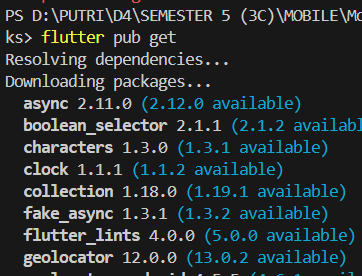 PS D:\PUTRI\D4\SEMESTER 5 (3C)\MOBILE\Mo
ks> flutter pub get
Resolving dependencies...
Downloading packages...
async 2.11.0 (2.12.0 available)
boolean_selector 2.1.1 (2.1.2 availabl
characters 1.3.0 (1.3.1 available)
clock 1.1.1 (1.1.2 available)
collection 1.18.0 (1.19.1 available)
fake_async 1.3.1 (1.3.2 available)
flutter_lints 4.0.0 (5.0.0 available)
geolocator 12.0.0 (13.0.2 available)